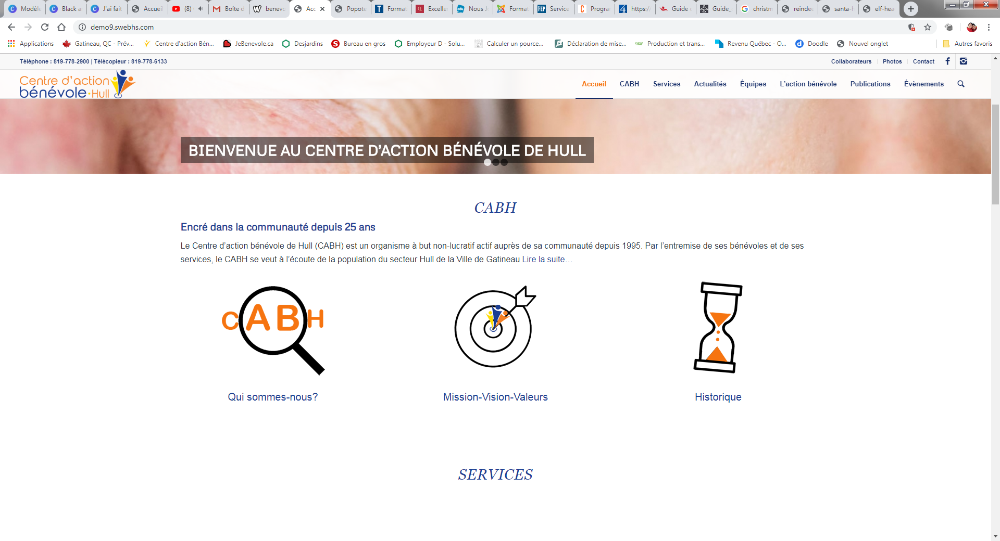 Modèle Black a J'ai fait Accueil (8) Boîte d benevo Acc Popote Format Exceller Nous J Format Service Progra https:/ Guide Guide_ christm reindee santa-h elf-hea
demo9.swebhs.com
Applications Gatineau, QC - Prév... Centre d'action Bén... JeBenevole.ca Desjardins Bureau en gros Employeur D - Solu... Calculer un pource... Déclaration de mise... Production et trans... Revenu Québec - O... Doodle Nouvel onglet Autres favoris
Téléphone : 819-778-2900 | Télécopieur : 819-778-6133 Collaborateurs Photos Contact
Centre d'action
bénévole · Hull
Accueil CABH Services Actualités Équipes L’action bénévole Publications Évènements
BIENVENUE AU CENTRE D’ACTION BÉNÉVOLE DE HULL
CABH
Encré dans la communauté depuis 25 ans
Le Centre d’action bénévole de Hull (CABH) est un organisme à but non-lucratif actif auprès de sa communauté depuis 1995. Par l’entremise de ses bénévoles et de ses
services, le CABH se veut à l’écoute de la population du secteur Hull de la Ville de Gatineau Lire la suite…
CABH
Qui sommes-nous? Mission-Vision-Valeurs Historique
SERVICES